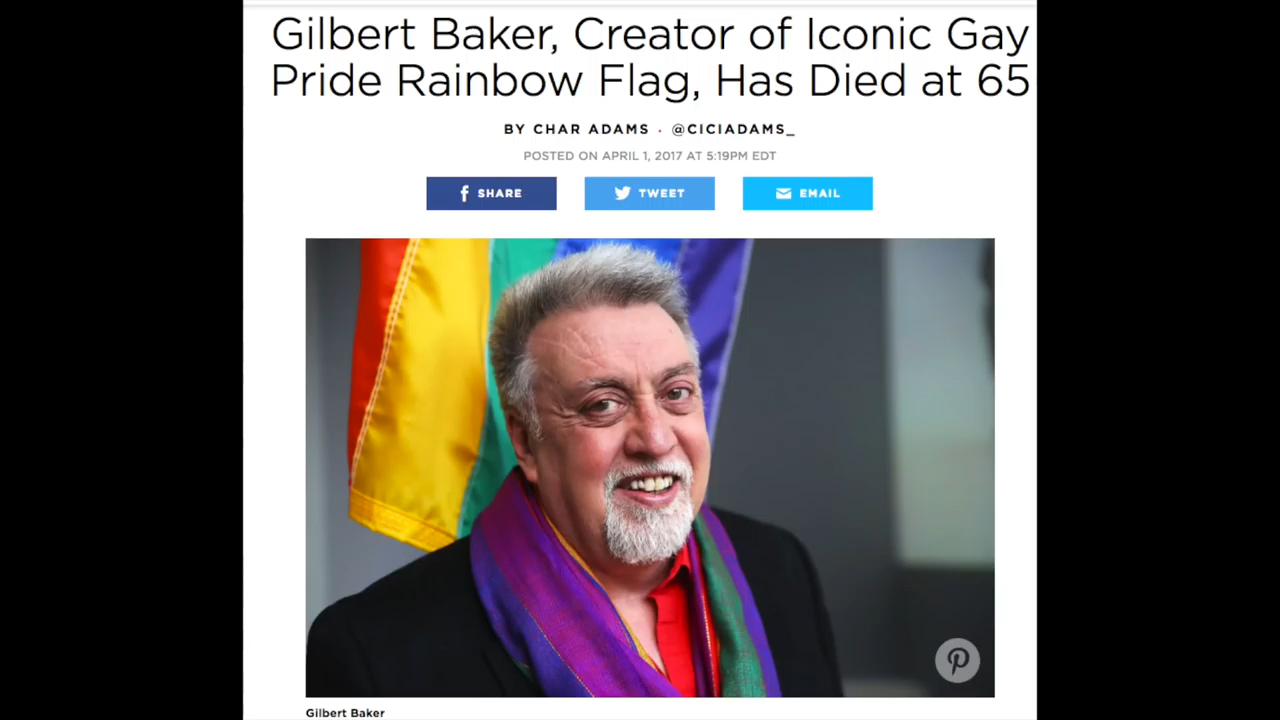 Gilbert Baker, Creator of Iconic Gay
Pride Rainbow Flag, Has Died at 65
BY CHAR ADAMS · @CICIADAMS_
POSTED ON APRIL 1, 2017 AT 5:19PM EDT
SHARE
TWEET
EMAIL
Gilbert Baker